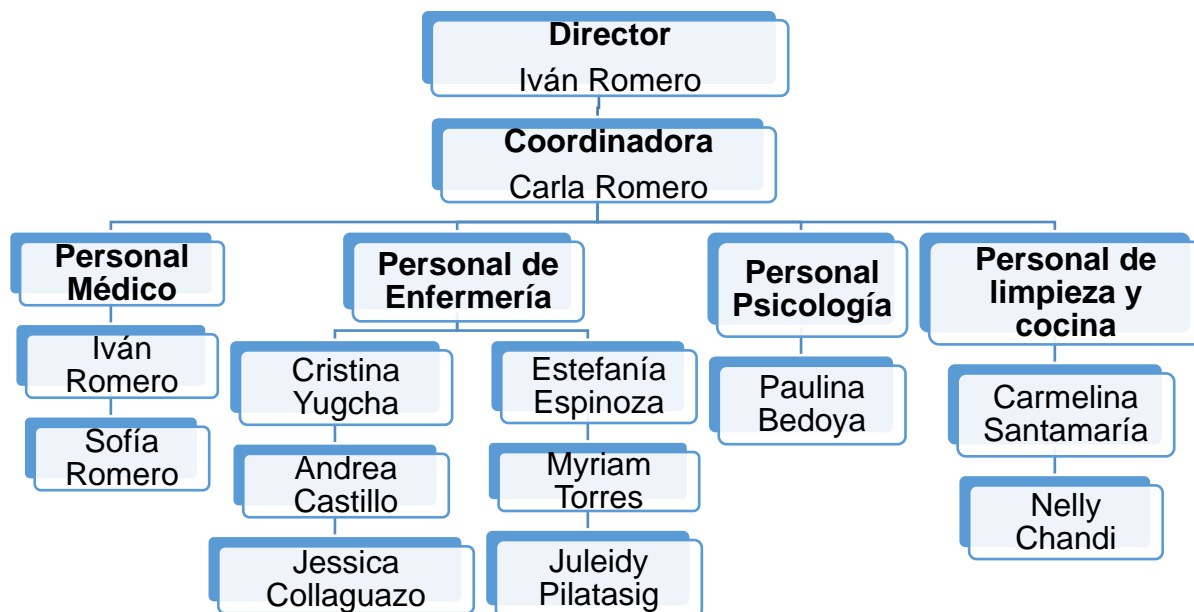 Director
Iván Romero
Coordinadora
Carla Romero
Personal
Médico
Iván
Romero
Sofía
Romero
Personal de
Enfermería
Cristina
Yugcha
Andrea
Castillo
Jessica
Collaguazo
Estefanía
Espinoza
Myriam
Torres
Juleidy
Pilatasig
Personal
Psicología
Paulina
Bedoya
Personal de
limpieza y
cocina
Carmelina
Santamaría
Nelly
Chandi